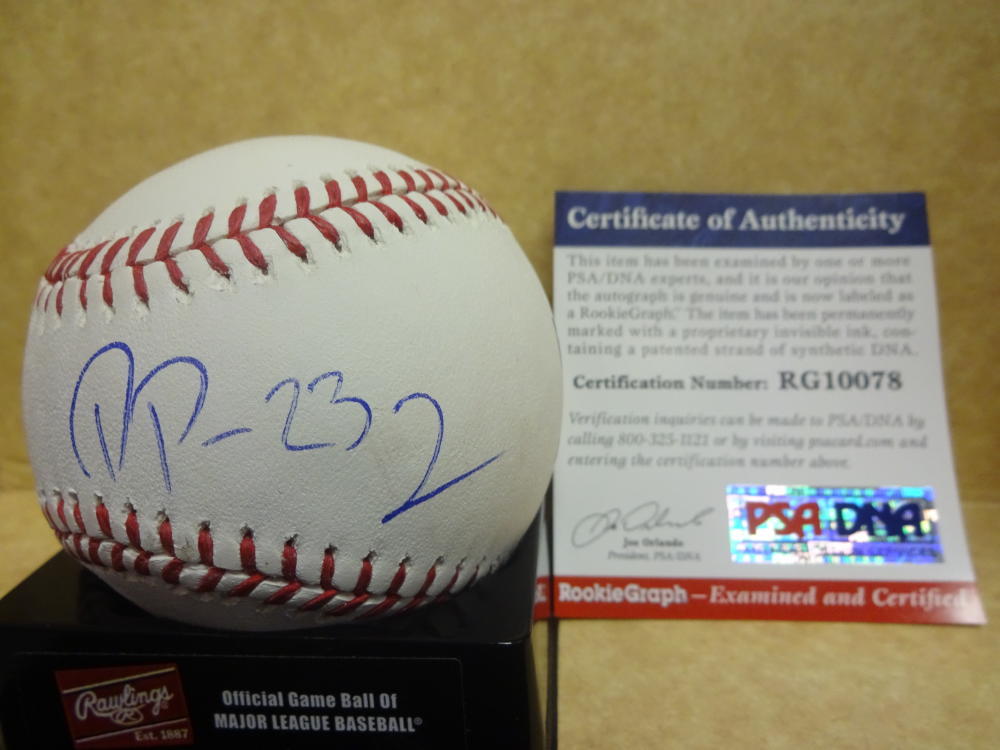 Certificate of Authenticity
This item has been examined by one or more
PSA/DNA experts, and it is our opinion that
the autograph is genuine and is now labeled as
a RookieGraph.™ The item has been permanently
marked with a proprietary invisible ink, con-
taining a patented strand of synthetic DNA.
Certification Number: RG10078
Verification inquiries can be made to PSA/DNA by
calling 800-325-1121 or by visiting psacard.com and
entering the certification number above.
Joe Orlando
President, PSA/DNA
PSA DNA
RookieGraph – Examined and Certified
Rawlings
R
Est. 1887
Official Game Ball Of
MAJOR LEAGUE BASEBALL®